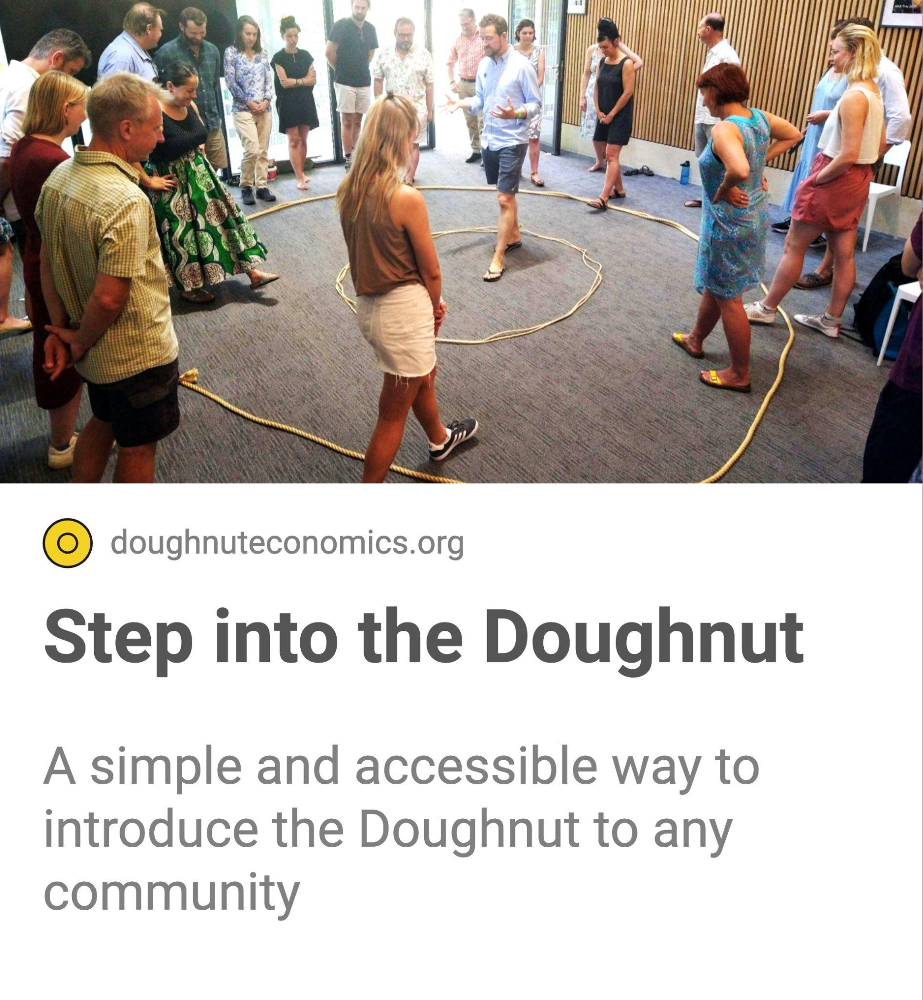 doughnuteconomics.org
Step into the Doughnut
A simple and accessible way to
introduce the Doughnut to any
community